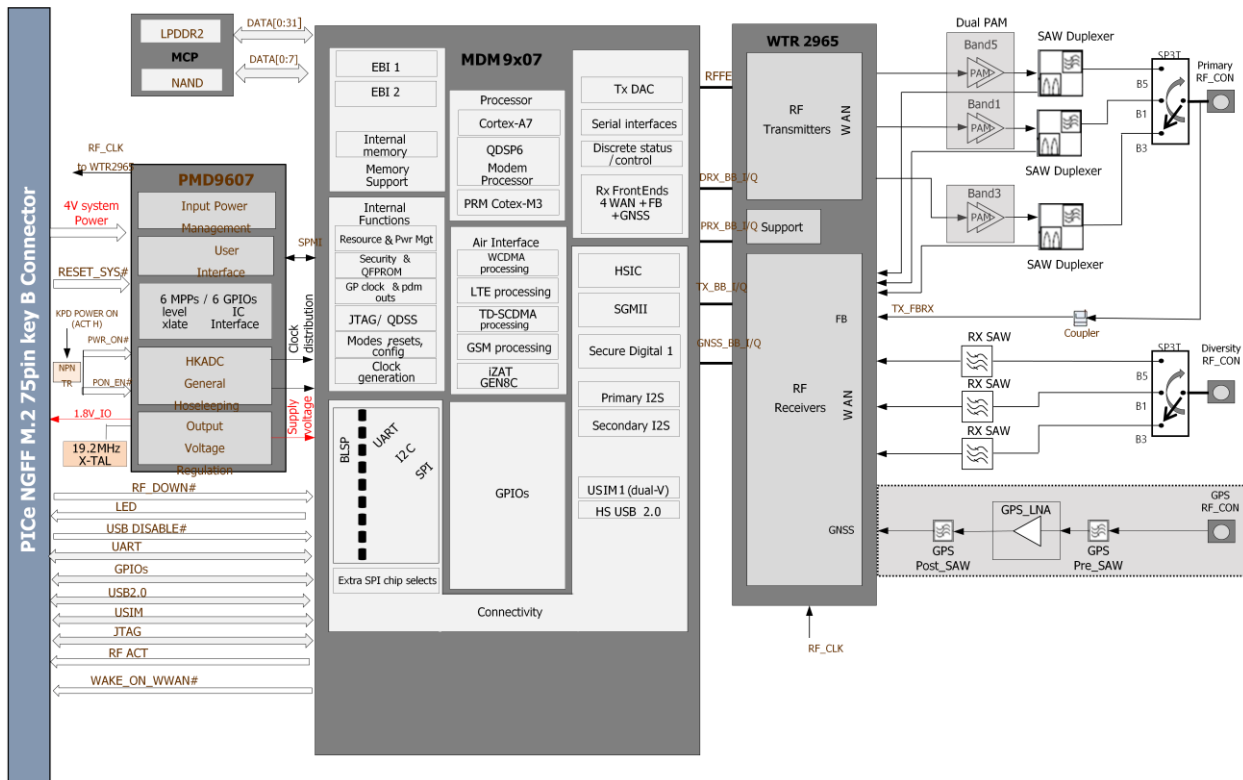 PICe NGFF M.2 75pin key B Connector
LPDDR2
MCP
NAND
DATA[0:31]
DATA[0:7]
RF_CLK
to WTR2965
4V system
Power
RESET_SYS#
KPD POWER ON
(ACT H)
PWR_ON#
NPN
TR
PON_EN#
1.8V_IO
19.2MHz
X-TAL
PMD9607
Input Power
Management
User
Interface
6 MPPs / 6 GPIOs
level IC
xlate Interface
HKADC
General
Hoseleeping
Output
Voltage
Regulation
SPMI
Clock
distribution
Supply
voltage
RF_DOWN#
LED
USB DISABLE#
UART
GPIOs
USB2.0
USIM
JTAG
RF ACT
WAKE_ON_WWAN#
MDM9x07
EBI 1
EBI 2
Internal
memory
Memory
Support
Internal
Functions
Resource & Pwr Mgt
Security &
QFPROM
GP clock & pdm
outs
JTAG/ QDSS
Modes ,resets,
config
Clock
generation
BLSP
UART
I2C
SPI
Extra SPI chip selects
Processor
Cortex-A7
QDSP6
Modem
Processor
PRM Cotex-M3
Air Interface
WCDMA
processing
LTE processing
TD-SCDMA
processing
GSM processing
iZAT
GEN8C
GPIOs
Connectivity
Tx DAC
Serial interfaces
Discrete status
/control
Rx FrontEnds
4 WAN +FB
+GNSS
HSIC
SGMII
Secure Digital 1
Primary I2S
Secondary I2S
USIM1 (dual-V)
HS USB 2.0
RFFE
DRX_BB_I/Q
PRX_BB_I/Q
TX_BB_I/Q
GNSS_BB_I/Q
WTR 2965
RF
Transmitters
WAN
Support
FB
RF
Receivers
WAN
GNSS
RF_CLK
Dual PAM
Band5
PAM
Band1
PAM
Band3
PAM
SAW Duplexer
SAW Duplexer
SAW Duplexer
SP3T
B5
B1
B3
Primary
RF_CON
TX_FBRX
Coupler
RX SAW
RX SAW
RX SAW
SP3T
B5
B1
B3
Diversity
RF_CON
GPS
RF_CON
GPS_LNA
GPS
Post_SAW
GPS
Pre_SAW